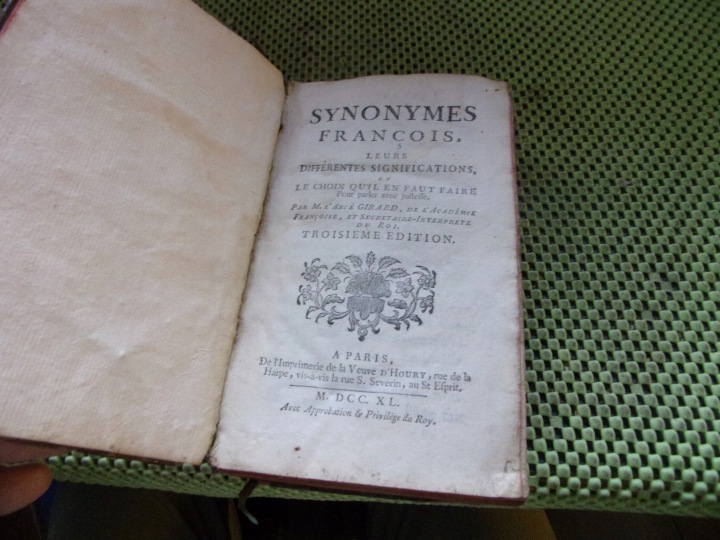 SYNONYMES
FRANCOIS,
LEURS
DIFFÉRENTES SIGNIFICATIONS,
ET
LE CHOIX QU'IL EN FAUT FAIRE
Pour parler avec justesse.
PAR M. L'ABBÉ GIRARD, DE L'ACADÉMIE
FRANÇOISE, ET SECRETAIRE-INTERPRETE
DU ROI.
TROISIEME EDITION.
A PARIS,
De l'Imprimerie de la Veuve D'HOURY, rue de la
Harpe, vis-à-vis la rue S. Severin, au St Esprit.
M. DCC. XL.
Avec Approbation & Privilége du Roy.